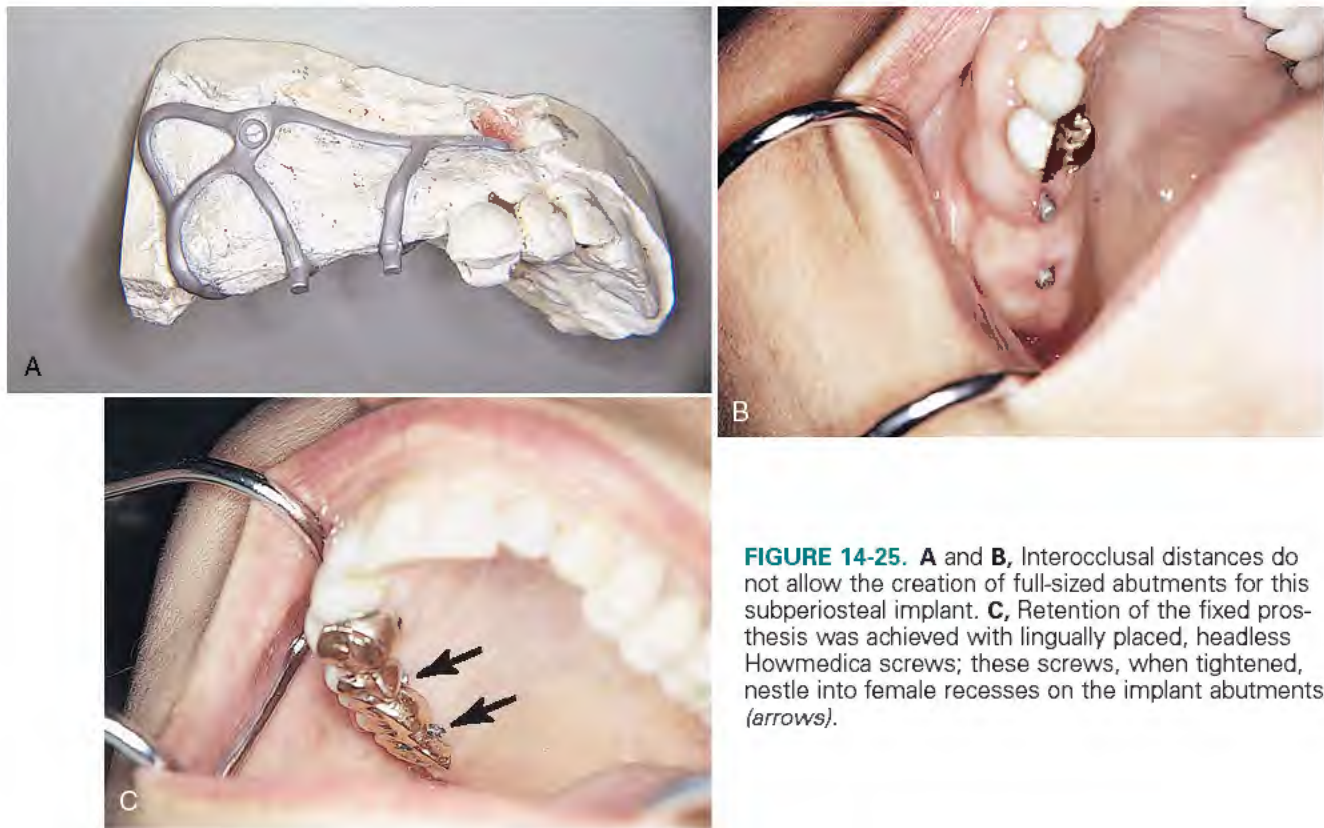 A
B
C
FIGURE 14-25. A and B, Interocclusal distances do
not allow the creation of full-sized abutments for this
subperiosteal implant. C, Retention of the fixed pros-
thesis was achieved with lingually placed, headless
Howmedica screws; these screws, when tightened,
nestle into female recesses on the implant abutments
(arrows).